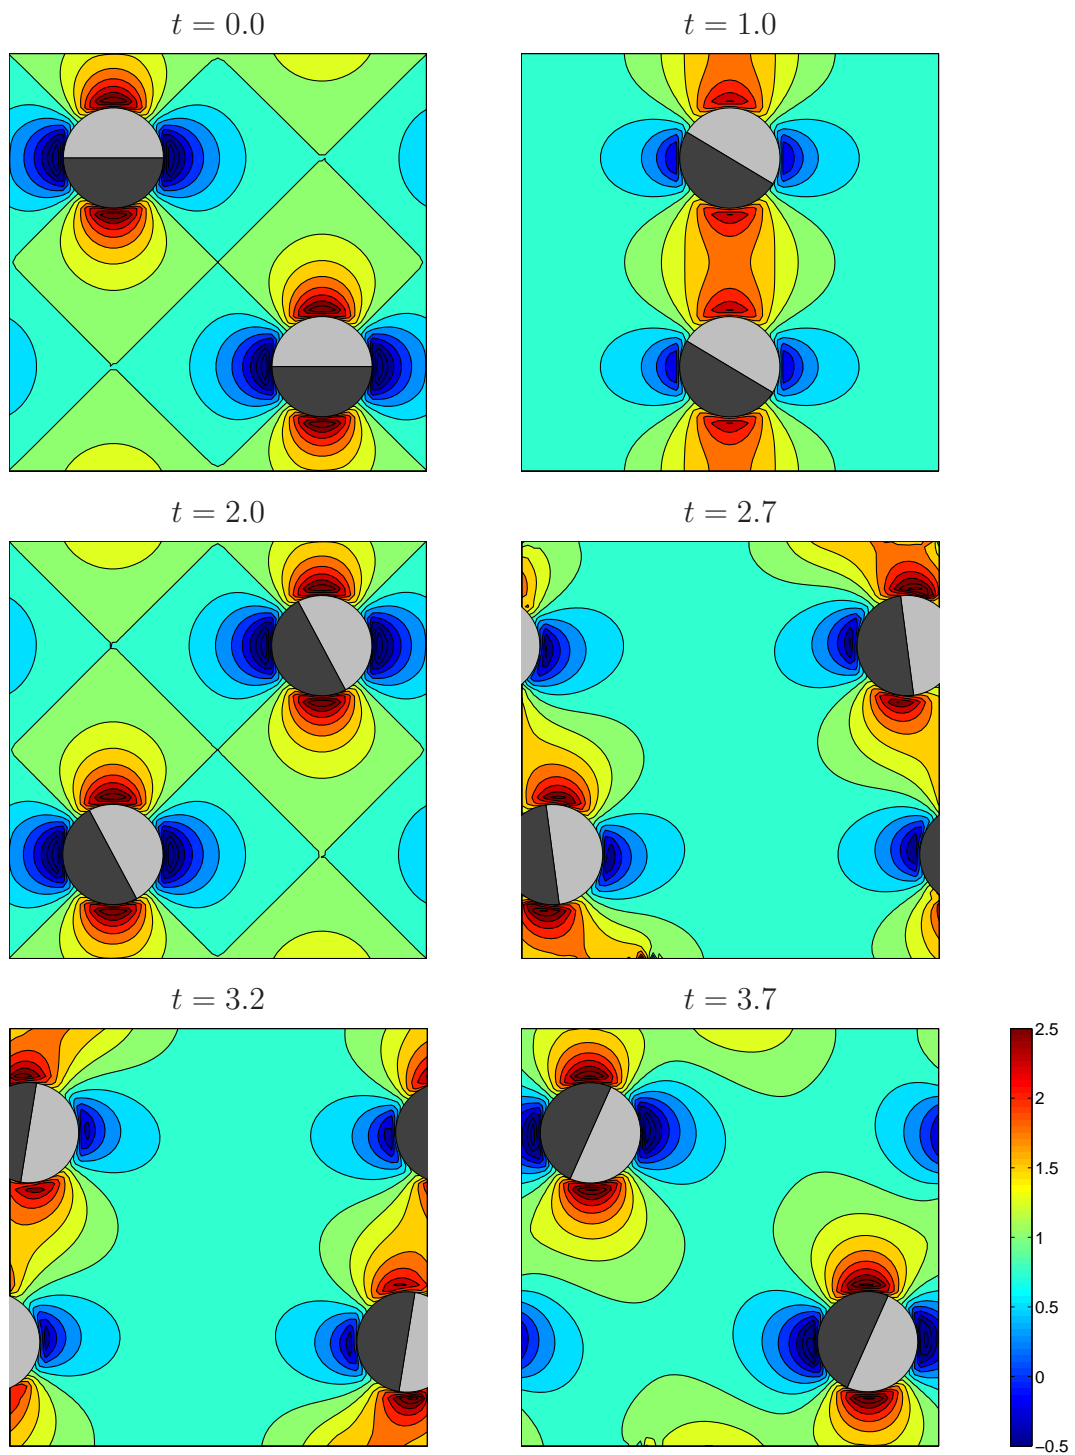 t = 0.0
t = 1.0
t = 2.0
t = 2.7
t = 3.2
t = 3.7
2.5
2
1.5
1
0.5
0
−0.5